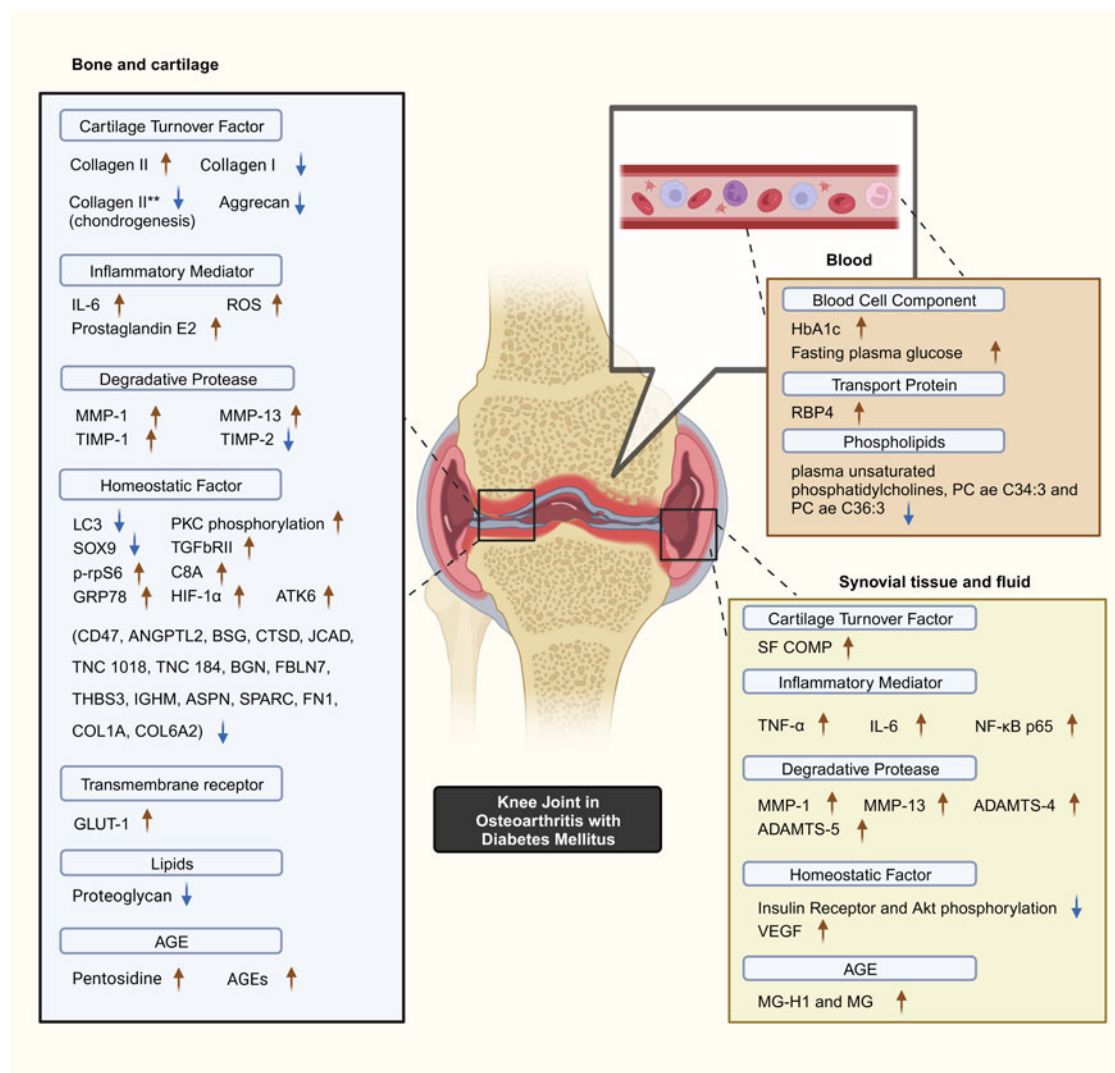 Bone and cartilage
Cartilage Turnover Factor
Collagen II ↑ Collagen I ↓
Collagen II** ↓ Aggrecan ↓
(chondrogenesis)
Inflammatory Mediator
IL-6 ↑ ROS ↑
Prostaglandin E2 ↑
Degradative Protease
MMP-1 ↑ MMP-13 ↑
TIMP-1 ↑ TIMP-2 ↓
Homeostatic Factor
LC3 ↓ PKC phosphorylation ↑
SOX9 ↓ TGFbRII ↑
p-rpS6 ↑ C8A ↑
GRP78 ↑ HIF-1α ↑ ATK6 ↑
(CD47, ANGPTL2, BSG, CTSD, JCAD,
TNC 1018, TNC 184, BGN, FBLN7,
THBS3, IGHM, ASPN, SPARC, FN1,
COL1A, COL6A2) ↓
Transmembrane receptor
GLUT-1 ↑
Lipids
Proteoglycan ↓
AGE
Pentosidine ↑ AGEs ↑
Knee Joint in
Osteoarthritis with
Diabetes Mellitus
Blood
Blood Cell Component
HbA1c ↑
Fasting plasma glucose ↑
Transport Protein
RBP4 ↑
Phospholipids
plasma unsaturated
phosphatidylcholines, PC ae C34:3 and
PC ae C36:3 ↓
Synovial tissue and fluid
Cartilage Turnover Factor
SF COMP ↑
Inflammatory Mediator
TNF-α ↑ IL-6 ↑ NF-κB p65 ↑
Degradative Protease
MMP-1 ↑ MMP-13 ↑ ADAMTS-4 ↑
ADAMTS-5 ↑
Homeostatic Factor
Insulin Receptor and Akt phosphorylation ↓
VEGF ↑
AGE
MG-H1 and MG ↑